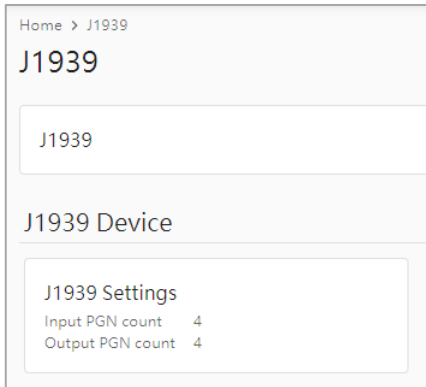 Home > J1939
J1939
J1939
J1939 Device
J1939 Settings
Input PGN count 4
Output PGN count 4